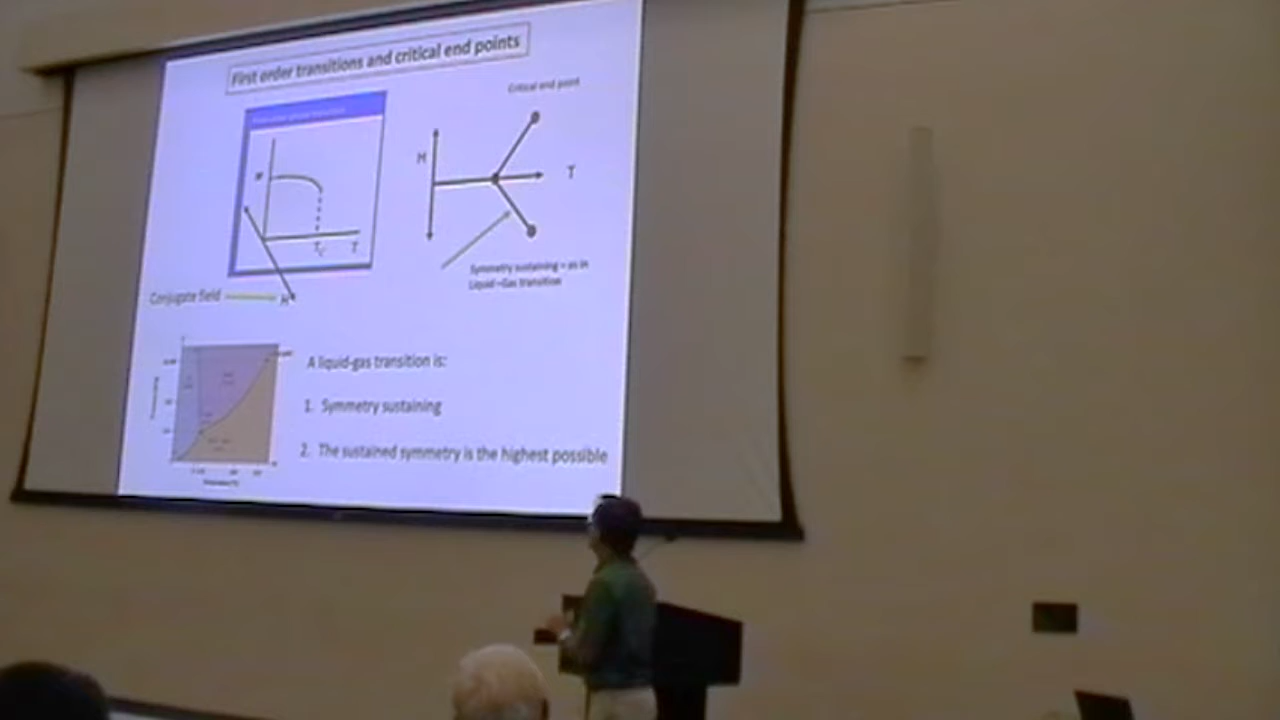 First order transitions and critical end points
Critical end point
H
T
T
Symmetry sustaining – as in
Liquid –Gas transition
Conjugate field
H
A liquid-gas transition is:
1. Symmetry sustaining
2. The sustained symmetry is the highest possible